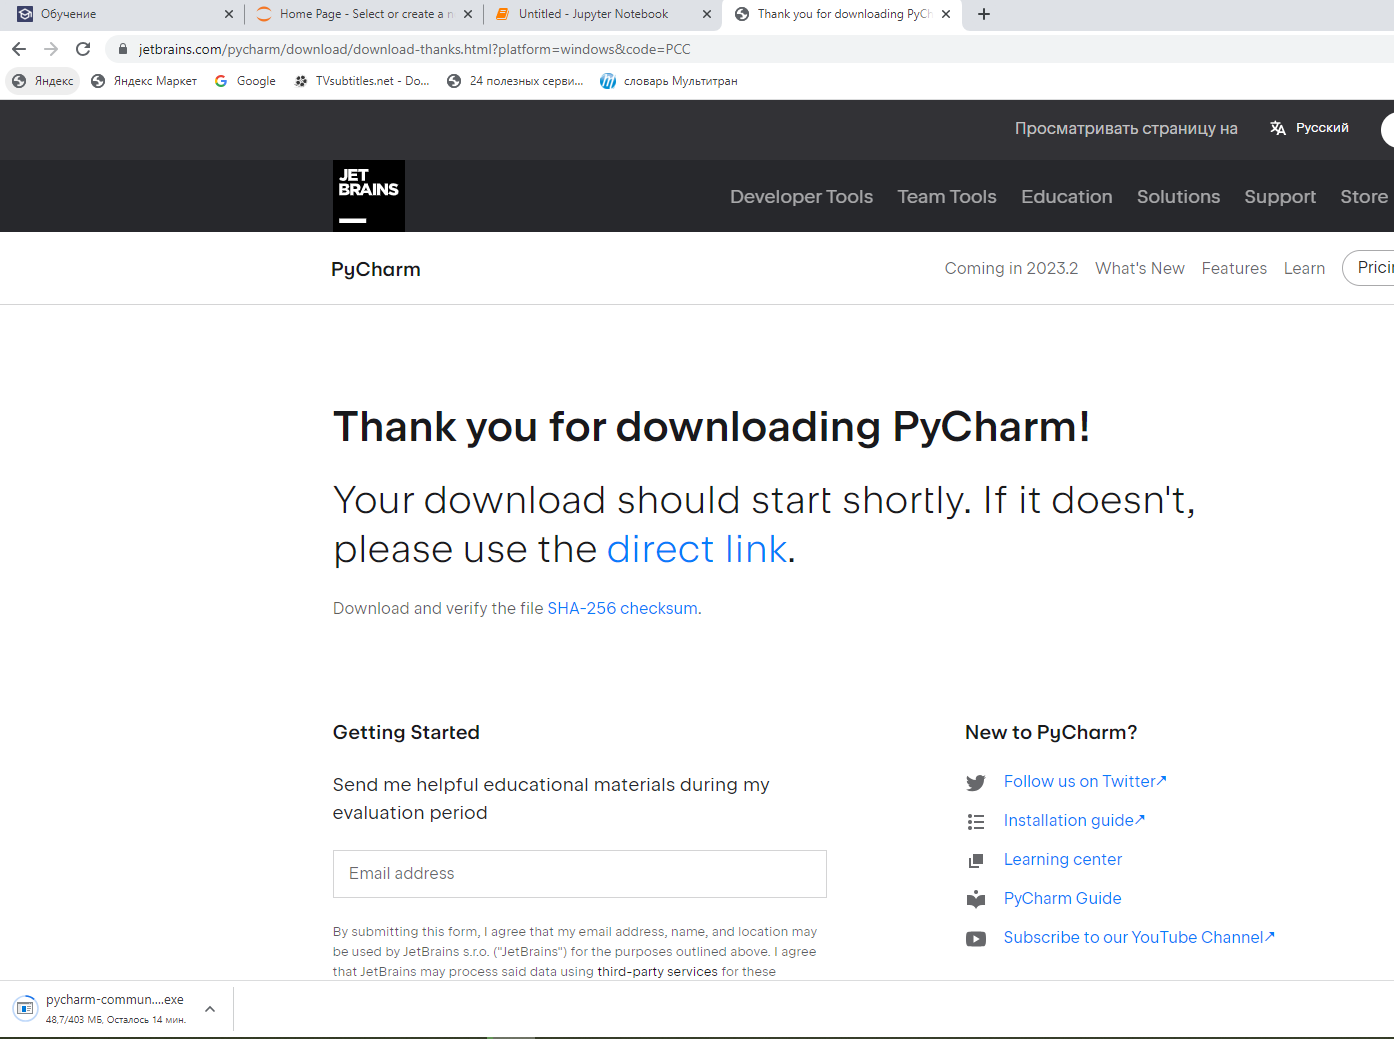 Обучение
Home Page - Select or create a n
Untitled - Jupyter Notebook
Thank you for downloading PyCh
jetbrains.com/pycharm/download/download-thanks.html?platform=windows&code=PCC
Яндекс
Яндекс Маркет
Google
TVsubtitles.net - Do...
24 полезных серви...
словарь Мультитран
Просматривать страницу на
Русский
JET
BRAINS
Developer Tools
Team Tools
Education
Solutions
Support
Store
PyCharm
Coming in 2023.2
What's New
Features
Learn
Prici
Thank you for downloading PyCharm!
Your download should start shortly. If it doesn't,
please use the direct link.
Download and verify the file SHA-256 checksum.
Getting Started
Send me helpful educational materials during my
evaluation period
Email address
By submitting this form, I agree that my email address, name, and location may
be used by JetBrains s.r.o. ("JetBrains") for the purposes outlined above. I agree
that JetBrains may process said data using third-party services for these
New to PyCharm?
Follow us on Twitter↗
Installation guide↗
Learning center
PyCharm Guide
Subscribe to our YouTube Channel↗
pycharm-commun....exe
48,7/403 МБ, Осталось 14 мин.